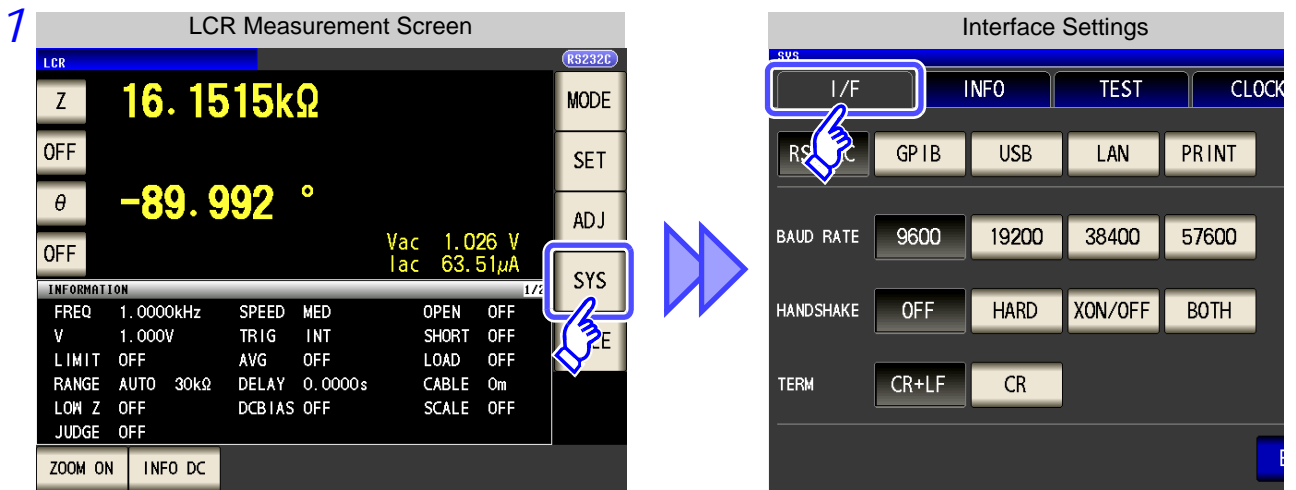 1
LCR Measurement Screen
LCR
RS232C
Z 16.1515kΩ
OFF
θ -89.992 °
OFF
Vac 1.026 V
Iac 63.51μA
MODE
SET
ADJ
SYS
INFORMATION
FREQ 1.0000kHz SPEED MED OPEN OFF
V 1.000V TRIG INT SHORT OFF
LIMIT OFF AVG OFF LOAD OFF
RANGE AUTO 30kΩ DELAY 0.0000s CABLE 0m
LOW Z OFF DCBIAS OFF SCALE OFF
JUDGE OFF
ZOOM ON INFO DC
Interface Settings
SYS
I/F INFO TEST CLOCK
GPIB USB LAN PRINT
BAUD RATE 9600 19200 38400 57600
HANDSHAKE OFF HARD XON/OFF BOTH
TERM CR+LF CR